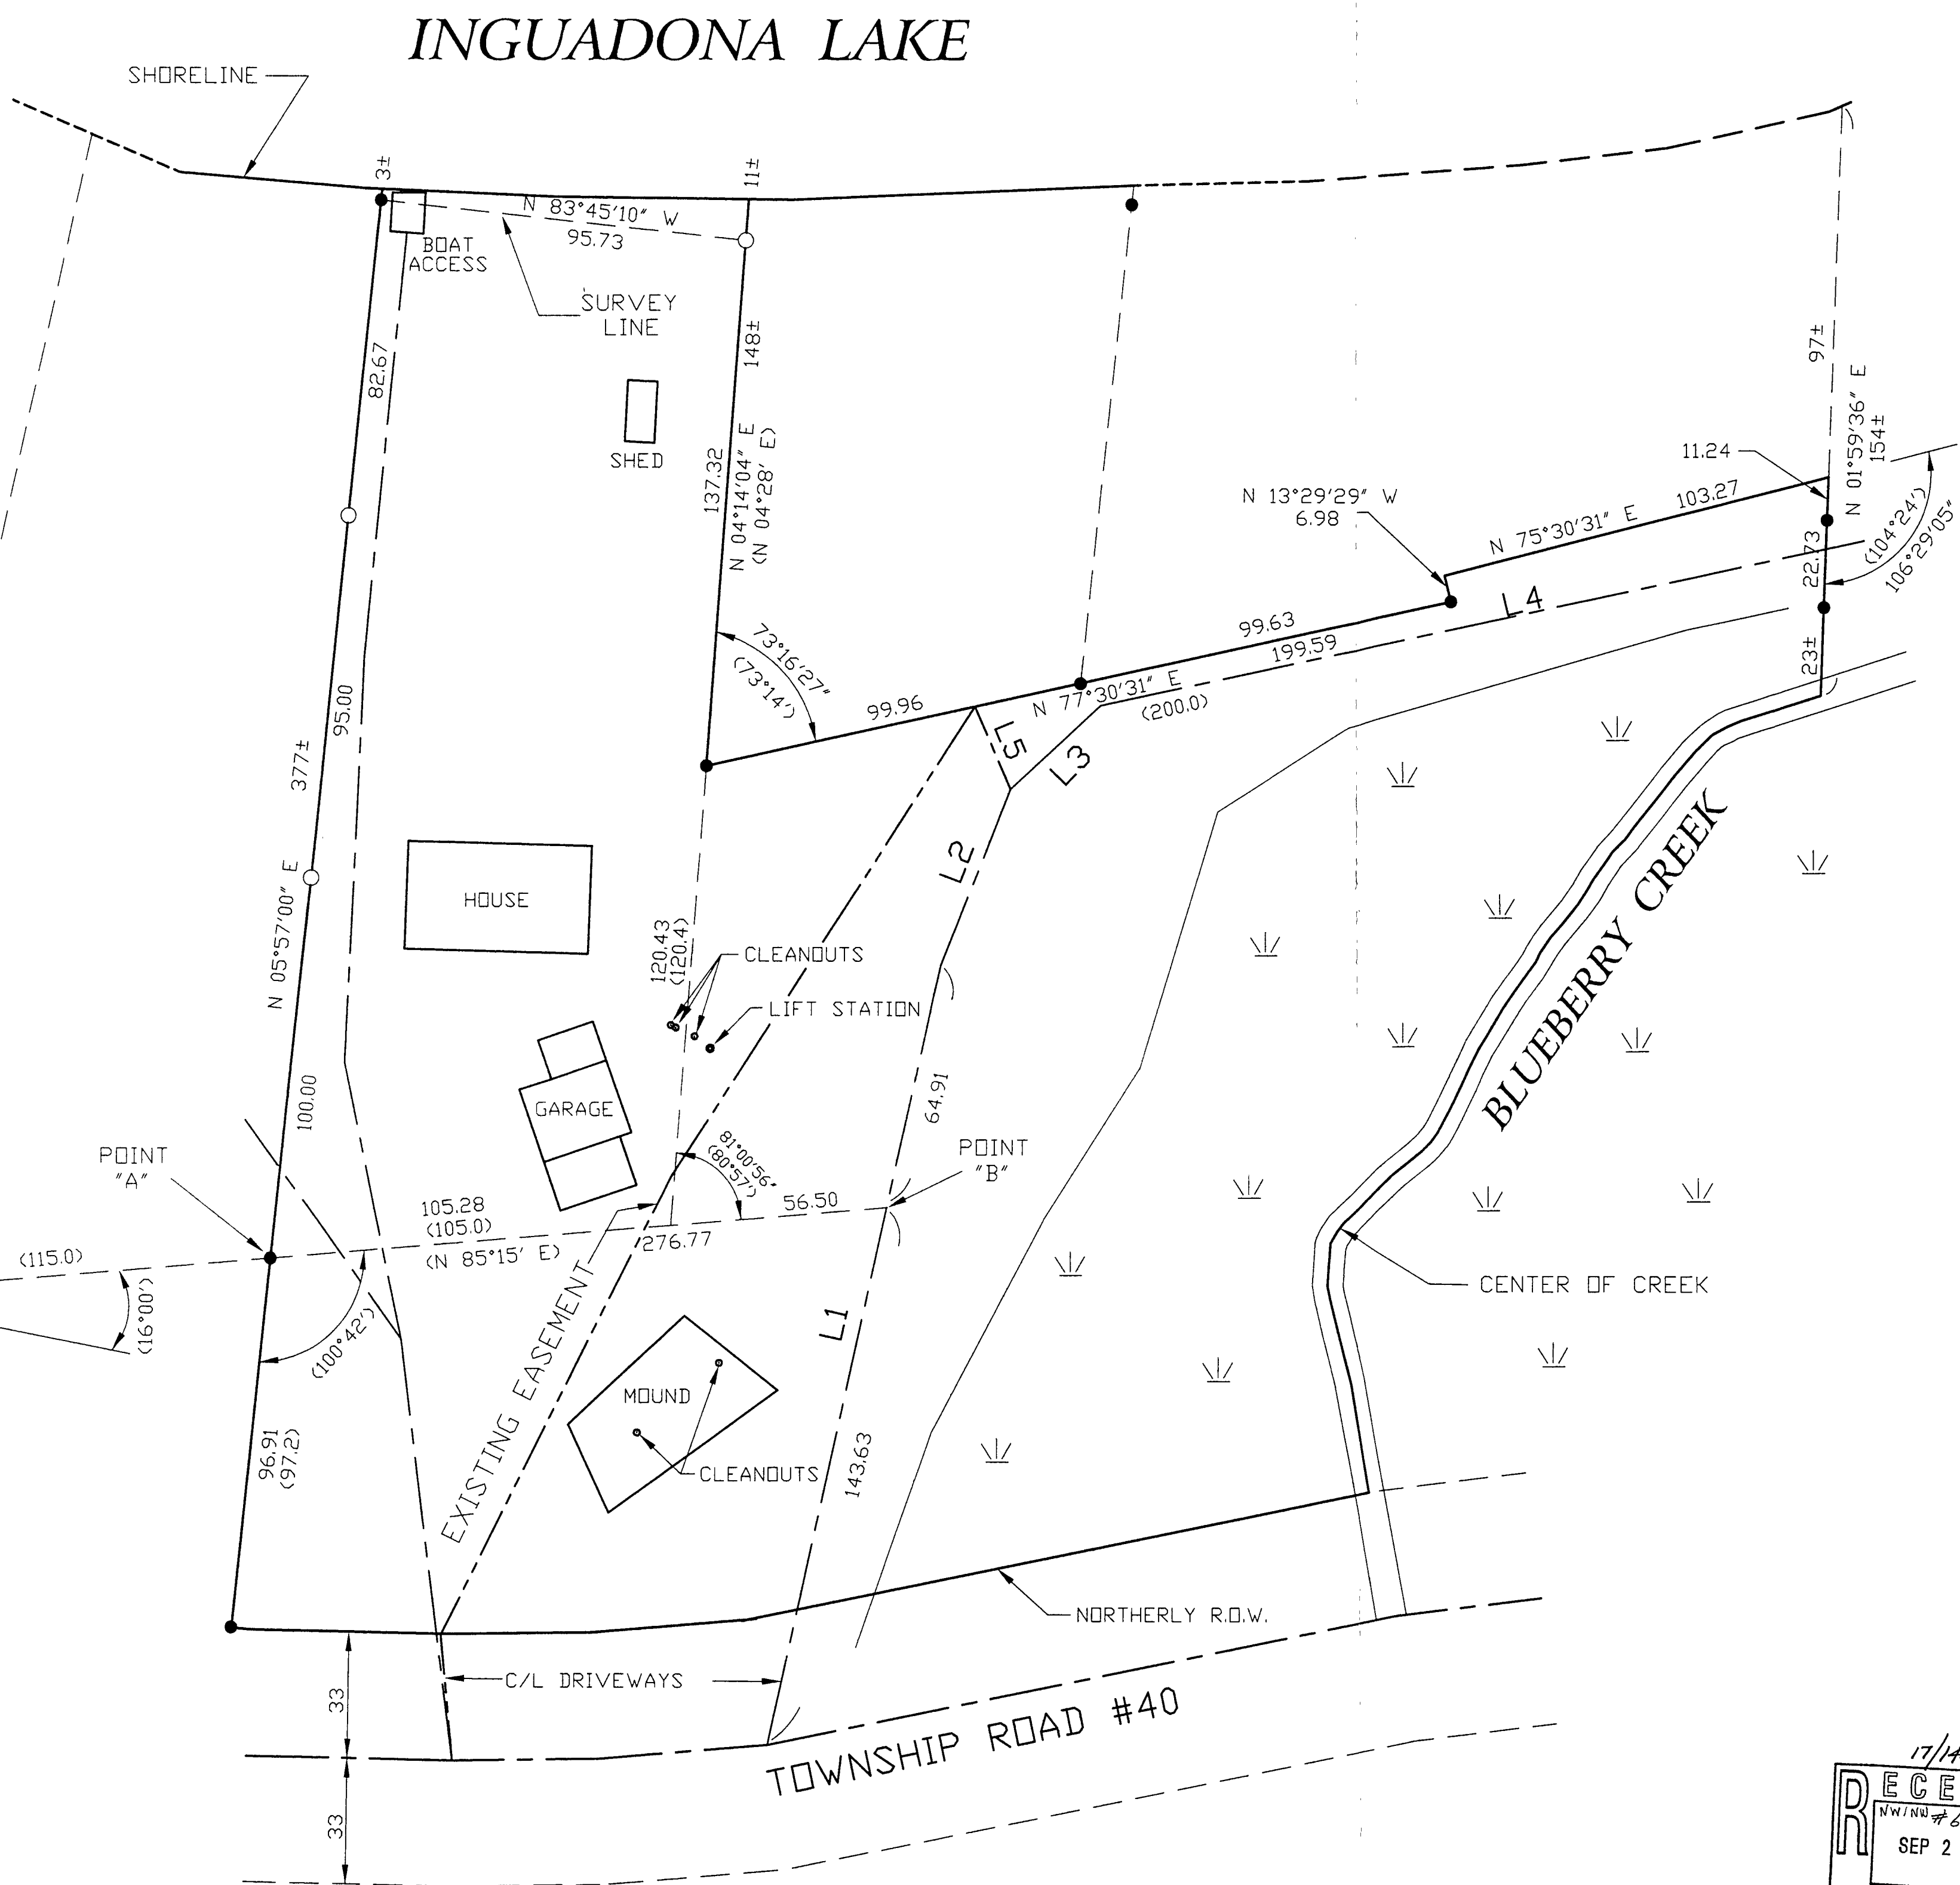 INGUADONA LAKE
SHORELINE
3±
11±
N 83°45'10" W
95.73
BOAT
ACCESS
SURVEY
LINE
82.67
148±
SHED
137.32
N 04°14'04" E
(N 04°28' E)
97±
N 01°59'36" E
154±
11.24
N 13°29'29" W
6.98
N 75°30'31" E
103.27
(104°24')
106°29'05"
22.73
L4
99.63
199.59
73°16'27"
(73°14')
99.96
N 77°30'31" E
(200.0)
23±
L5
L3
95.00
377±
L2
BLUEBERRY CREEK
HOUSE
N 05°57'00" E
120.43
(120.4)
CLEANOUTS
LIFT STATION
100.00
GARAGE
64.91
81°00'56"
(80°57')
POINT
"A"
POINT
"B"
105.28
(105.0)
56.50
(115.0)
(N 85°15' E)
276.77
(16°00')
(100°42')
CENTER OF CREEK
L1
EXISTING EASEMENT
MOUND
96.91
(97.2)
CLEANOUTS
143.63
NORTHERLY R.O.W.
C/L DRIVEWAYS
33
TOWNSHIP ROAD #40
33
17/14
RECE
NW/NW #6
SEP 2